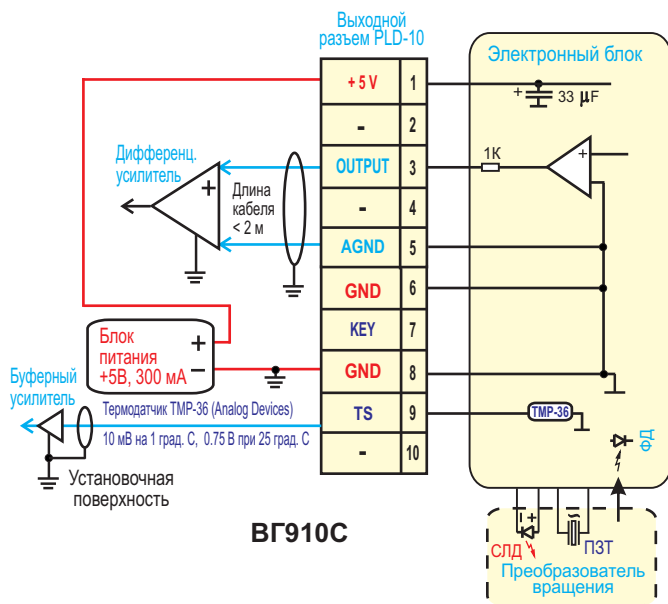 Выходной
разъем PLD-10
Электронный блок
+ 5 V
1
+
33 µF
-
2
Дифференц.
усилитель
+
Длина
кабеля
< 2 м
OUTPUT
3
1К
+
-
4
AGND
5
GND
6
KEY
7
Блок
питания
+5В, 300 мА
+
–
GND
8
Буферный
усилитель
Термодатчик TMP-36 (Analog Devices)
10 мВ на 1 град. С, 0.75 В при 25 град. С
TS
9
TMP-36
-
10
ФД
Установочная
поверхность
ВГ910С
– +
СЛД
ПЗТ
Преобразователь
вращения